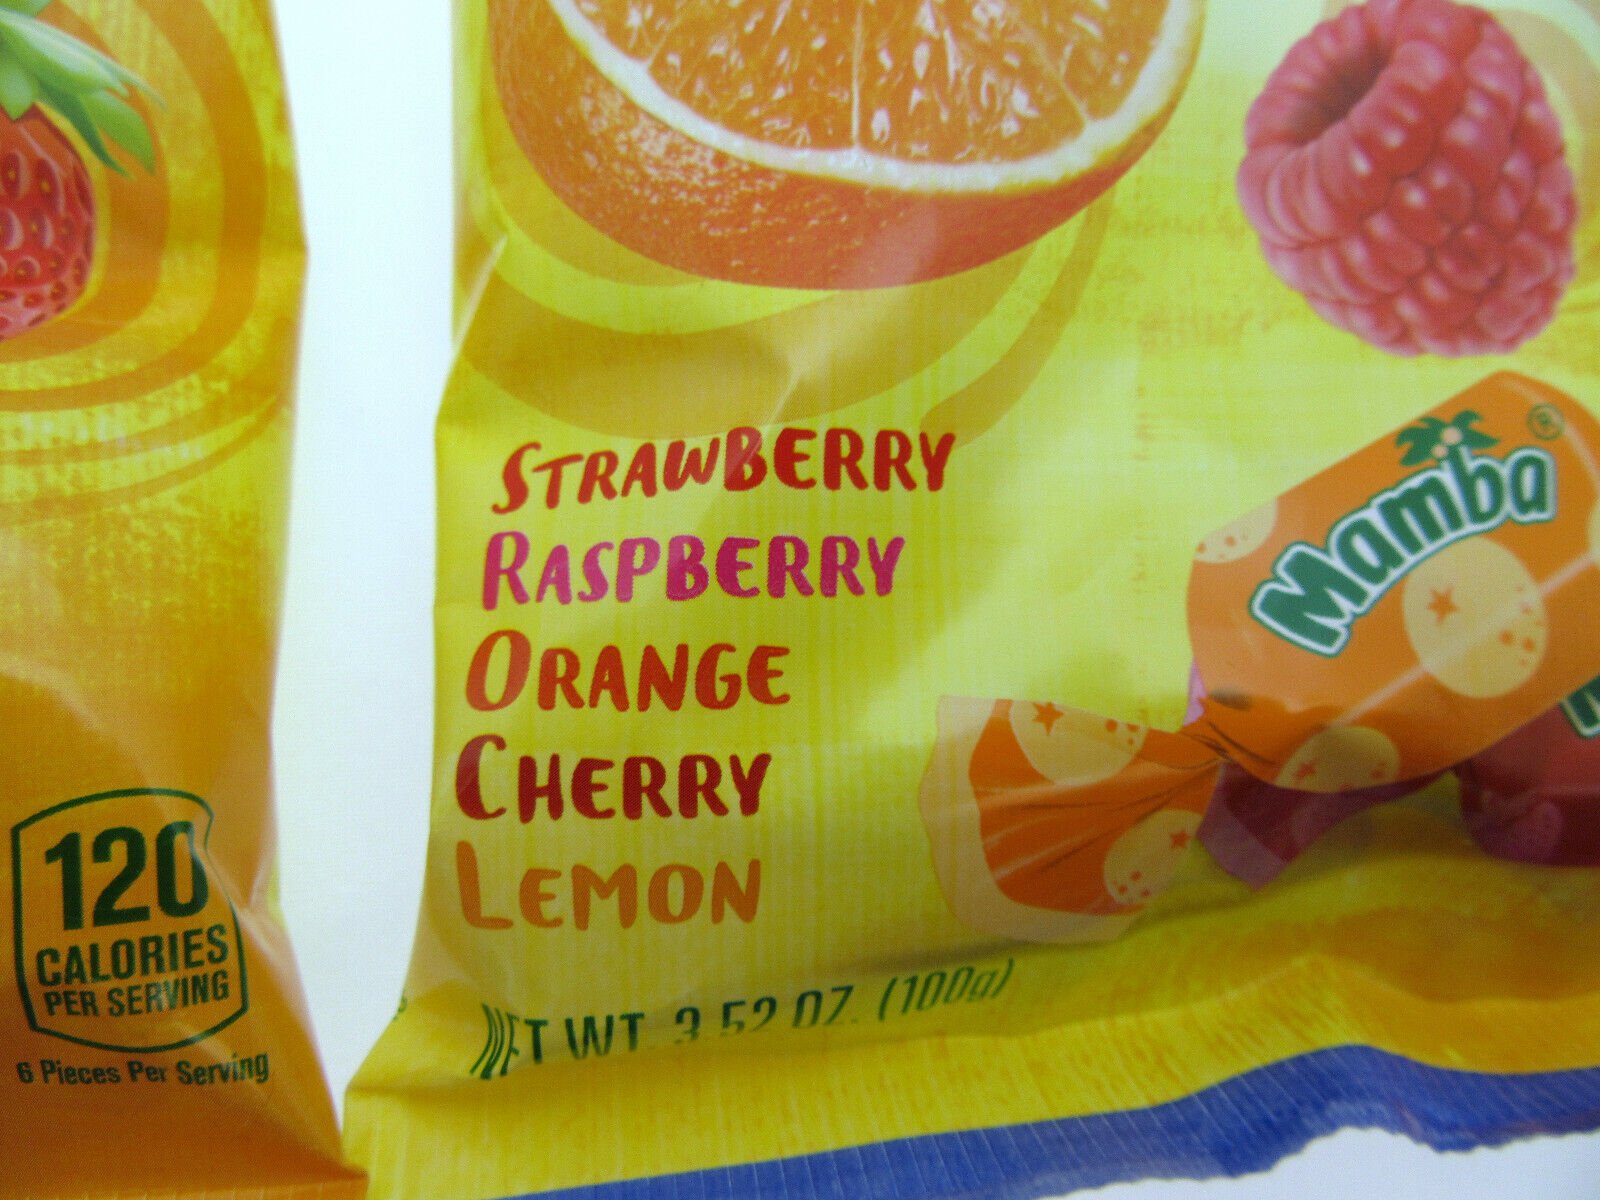 120
CALORIES
PER SERVING
6 Pieces Per Serving
STRAWBERRY
RASPBERRY
ORANGE
CHERRY
LEMON
NET WT. 3.52 OZ. (100g)
Mamba®